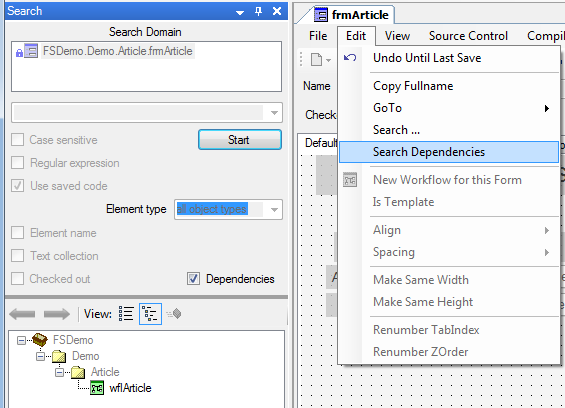 Search
Search Domain
FSDemo.Demo.Article.frmArticle
Case sensitive
Start
Regular expression
Use saved code
Element type
all object types
Element name
Text collection
Checked out
Dependencies
View:
FSDemo
Demo
Article
wflArticle
frmArticle
File Edit View Source Control
Name
Checke
Default
Undo Until Last Save
Copy Fullname
GoTo
Search ...
Search Dependencies
New Workflow for this Form
Is Template
Align
Spacing
Make Same Width
Make Same Height
Renumber TabIndex
Renumber ZOrder